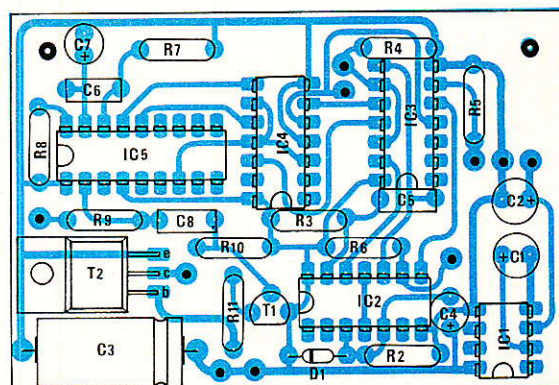 C7
+
R7
R4
C6
R5
IC3
IC4
R8
IC5
C2
+
C5
R9
C8
R3
R10
R6
+
C1
T2
e
c
b
R11
T1
IC2
C4
+
IC1
C3
D1
R2